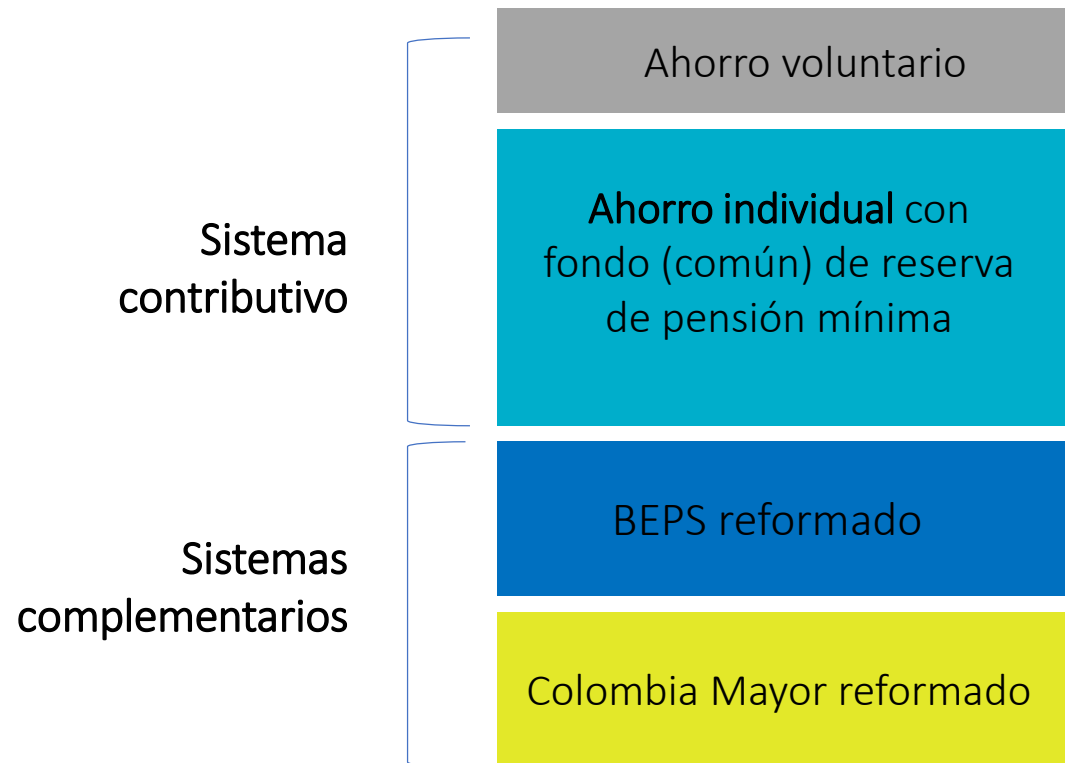 Ahorro voluntario
Sistema
contributivo
Ahorro individual con
fondo (común) de reserva
de pensión mínima
Sistemas
complementarios
BEPS reformado
Colombia Mayor reformado